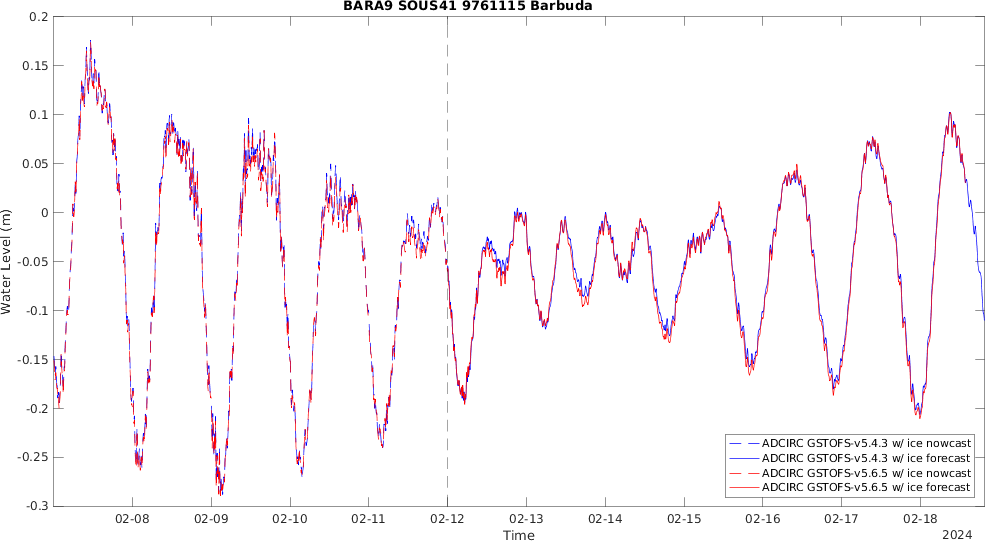 BARA9 SOUS41 9761115 Barbuda
0.2
0.15
0.1
0.05
0
-0.05
-0.1
-0.15
-0.2
-0.25
-0.3
Water Level (m)
02-08 02-09 02-10 02-11 02-12 02-13 02-14 02-15 02-16 02-17 02-18
Time
2024
ADCIRC GSTOFS-v5.4.3 w/ ice nowcast
ADCIRC GSTOFS-v5.4.3 w/ ice forecast
ADCIRC GSTOFS-v5.6.5 w/ ice nowcast
ADCIRC GSTOFS-v5.6.5 w/ ice forecast